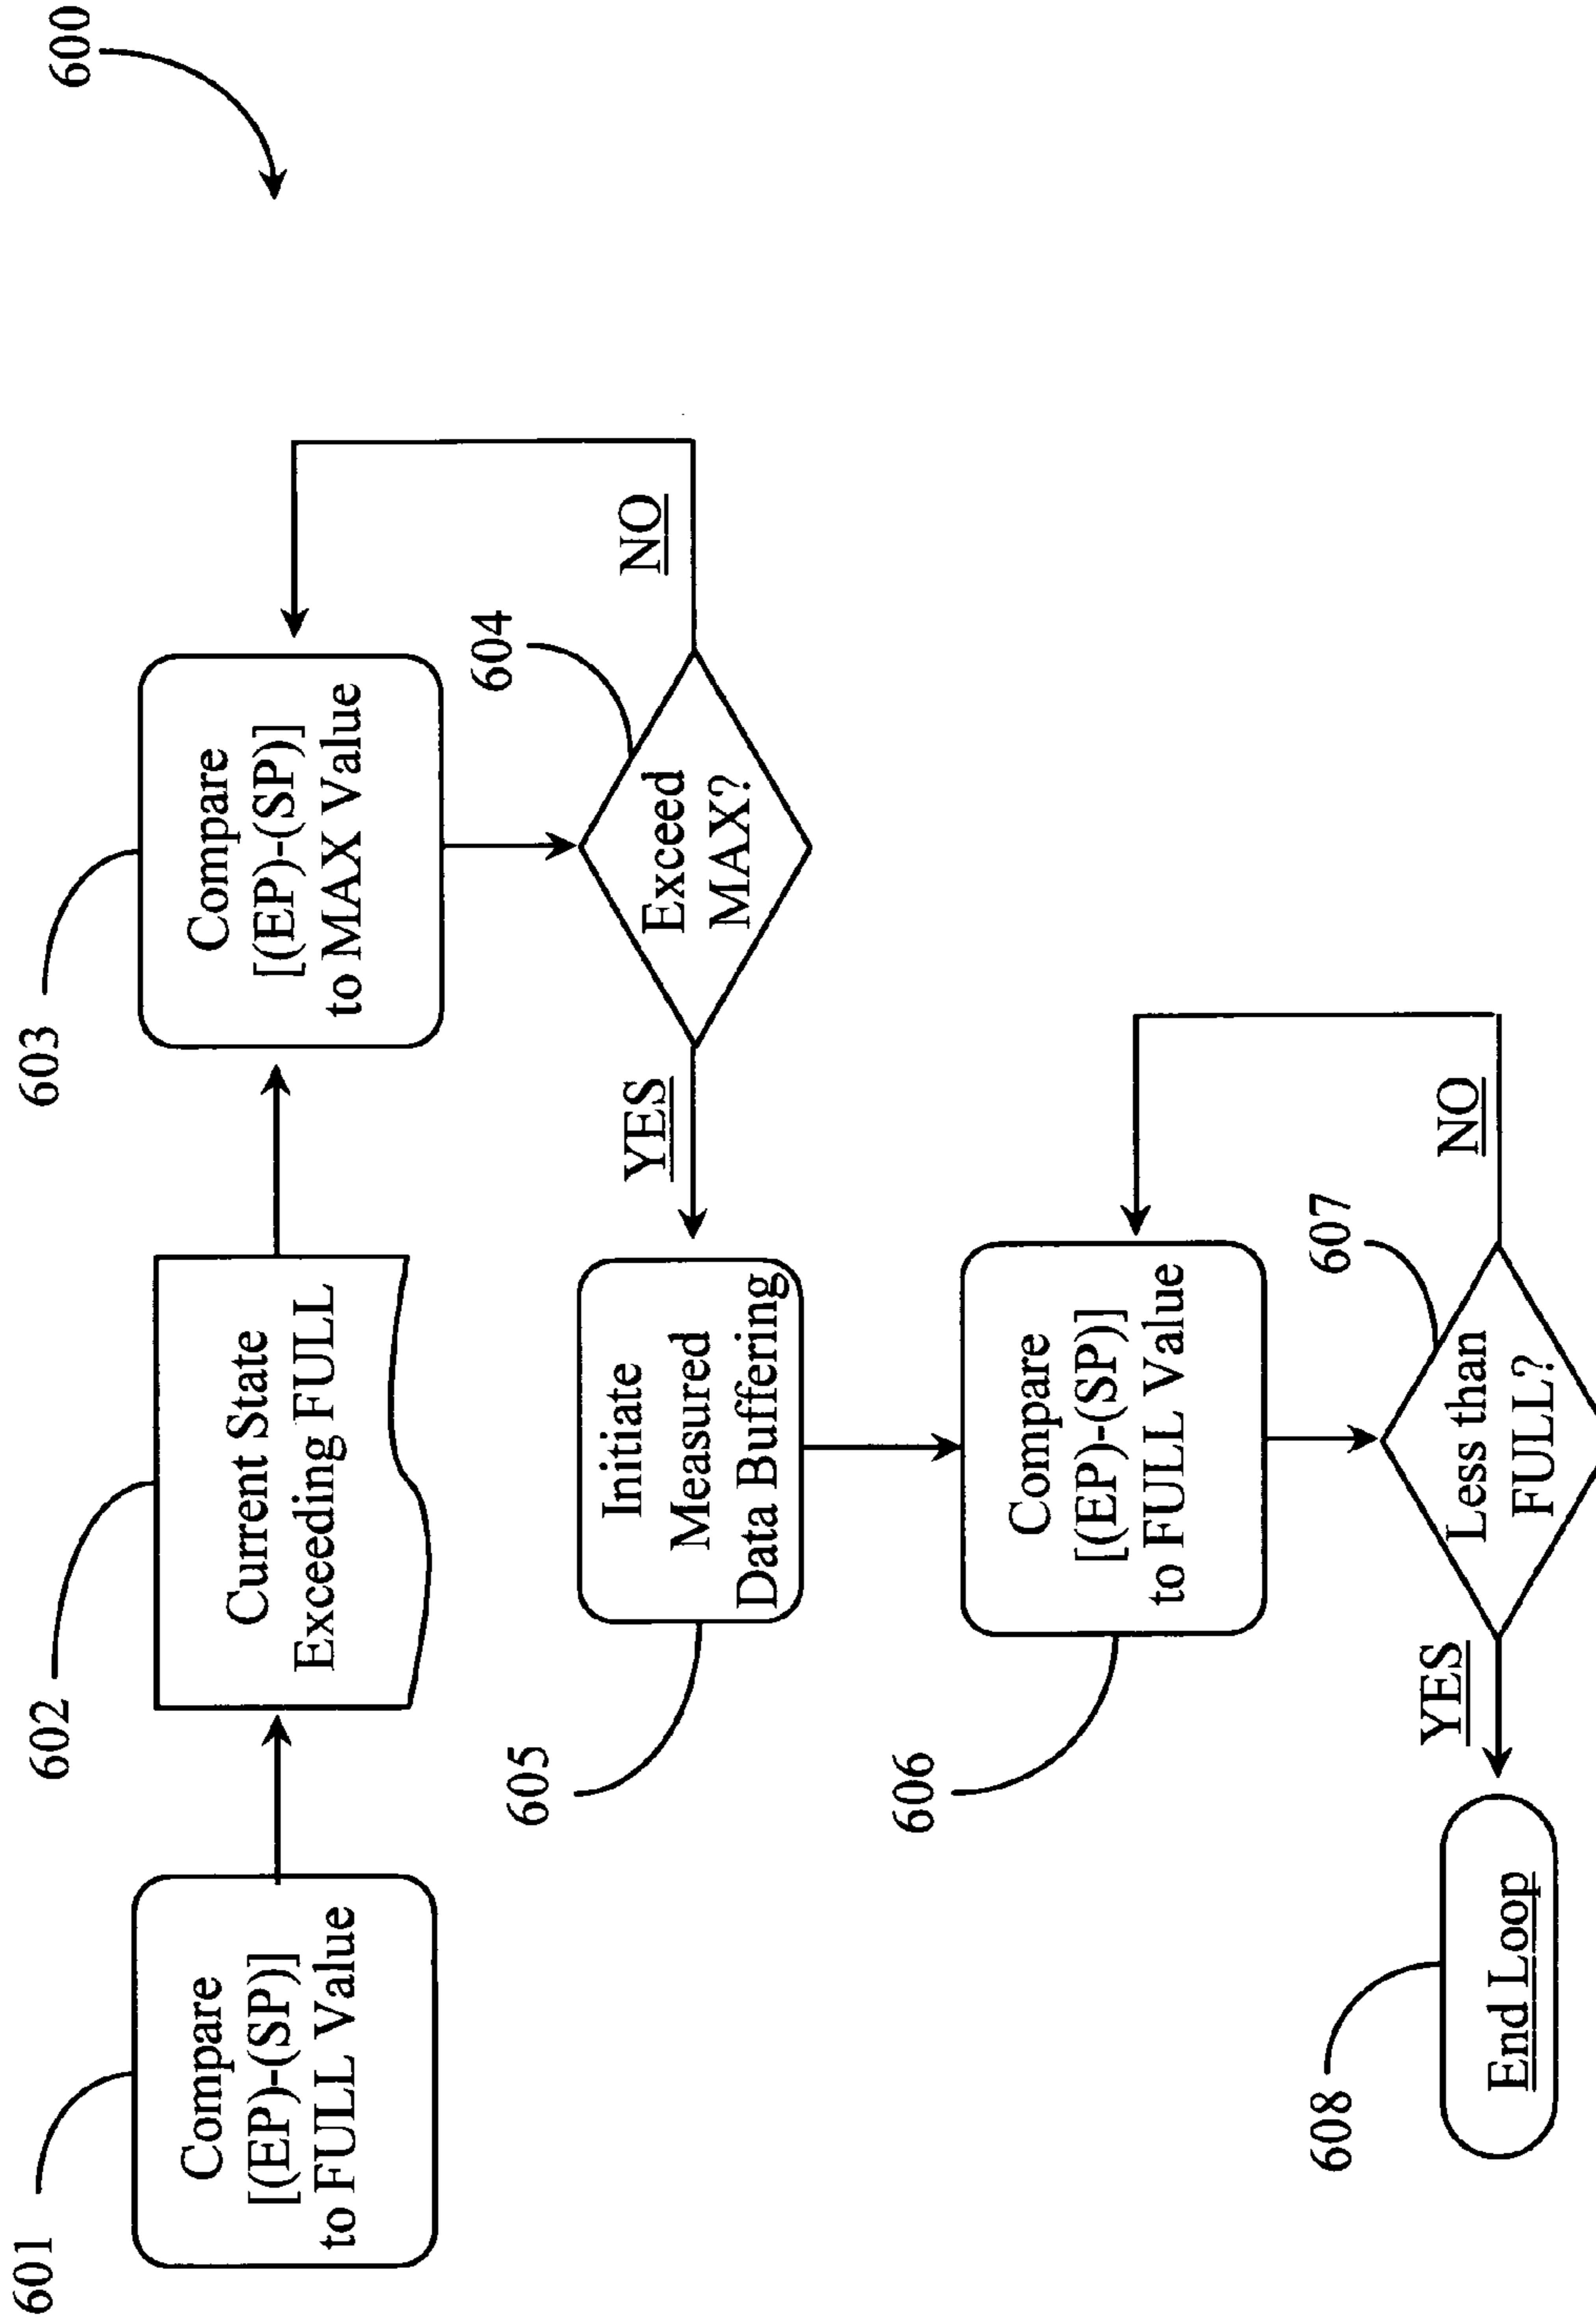 600
601
Compare
[(EP)-(SP)]
to FULL Value
602
Current State
Exceeding FULL
603
Compare
[(EP)-(SP)]
to MAX Value
604
Exceed
MAX?
NO
YES
605
Initiate
Measured
Data Buffering
606
Compare
[(EP)-(SP)]
to FULL Value
607
Less than
FULL?
NO
YES
608
End Loop